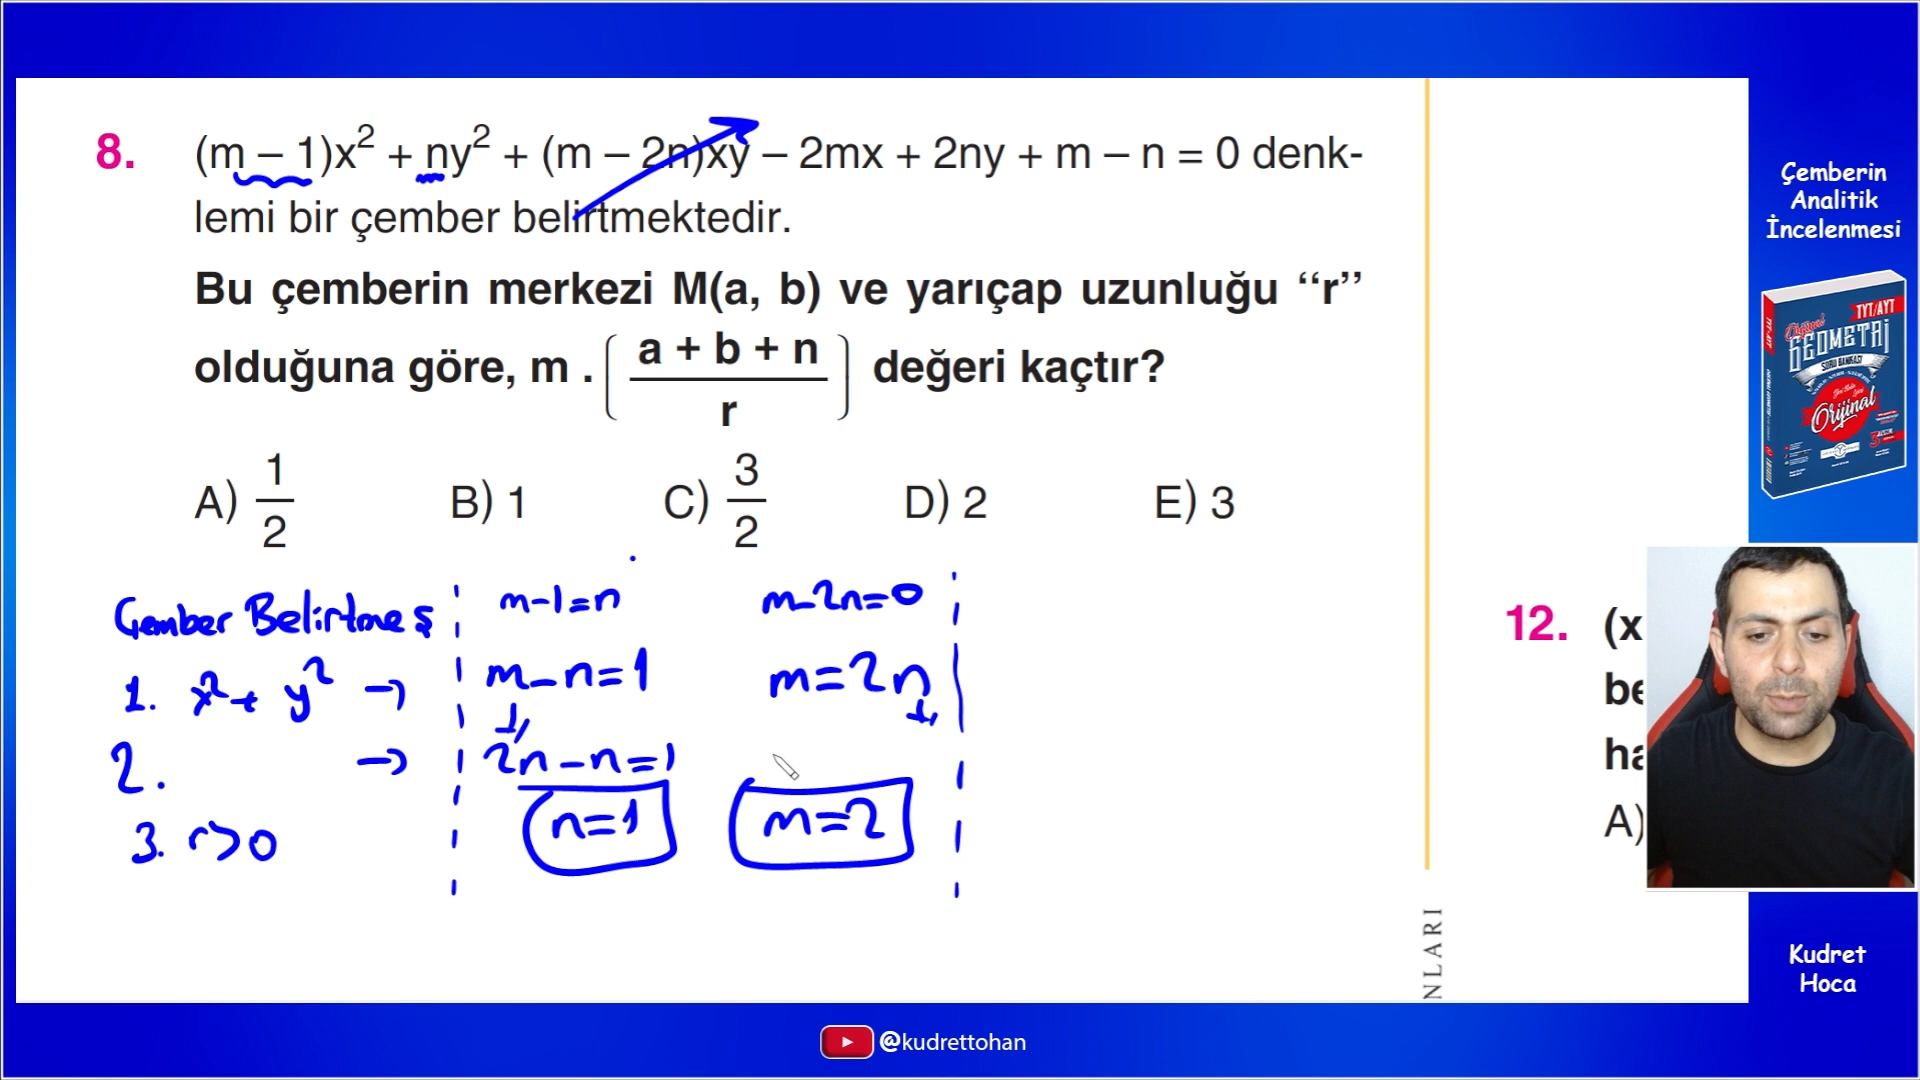 8. (m – 1)x² + ny² + (m – 2n)xy – 2mx + 2ny + m – n = 0 denk-
lemi bir çember belirtmektedir.
Bu çemberin merkezi M(a, b) ve yarıçap uzunluğu “r”
olduğuna göre, m . (a + b + n / r) değeri kaçtır?
A) 1/2 B) 1 C) 3/2 D) 2 E) 3
Çember Belirtme ş
1. x² + y² →
2. →
3. r>0
m-1=n
m-n=1
2n-n=1
n=1
m-2n=0
m=2n
m=2
12. (x
be
ha
A)
NLARI
Çemberin
Analitik
İncelenmesi
TYT/AYT
Orijinal
GEOMETRİ
SORU BANKASI
Orijinal
Kudret
Hoca
@kudrettohan